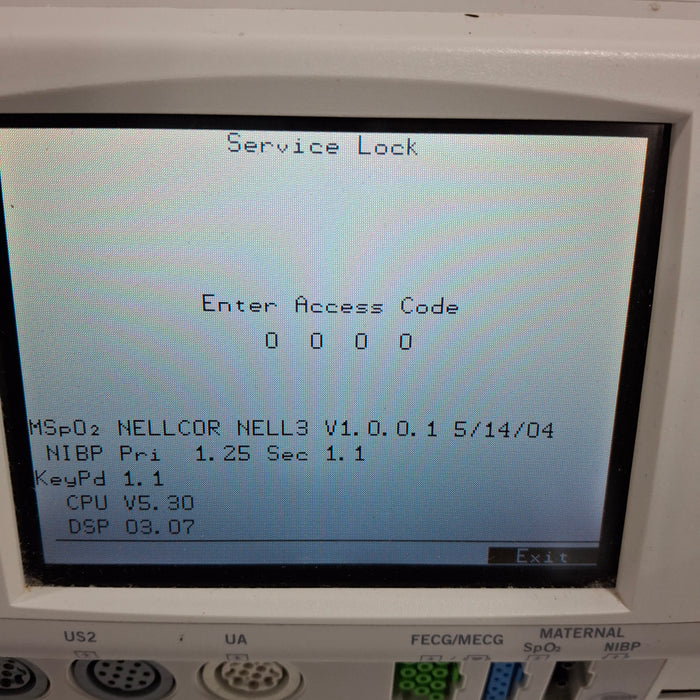 Service Lock
Enter Access Code
0 0 0 0
MSpO₂ NELLCOR NELL3 V1.0.0.1 5/14/04
NIBP Pri 1.25 Sec 1.1
KeyPd 1.1
CPU V5.30
DSP 03.07
Exit
US2
UA
FECG/MECG
MATERNAL
SpO₂
NIBP